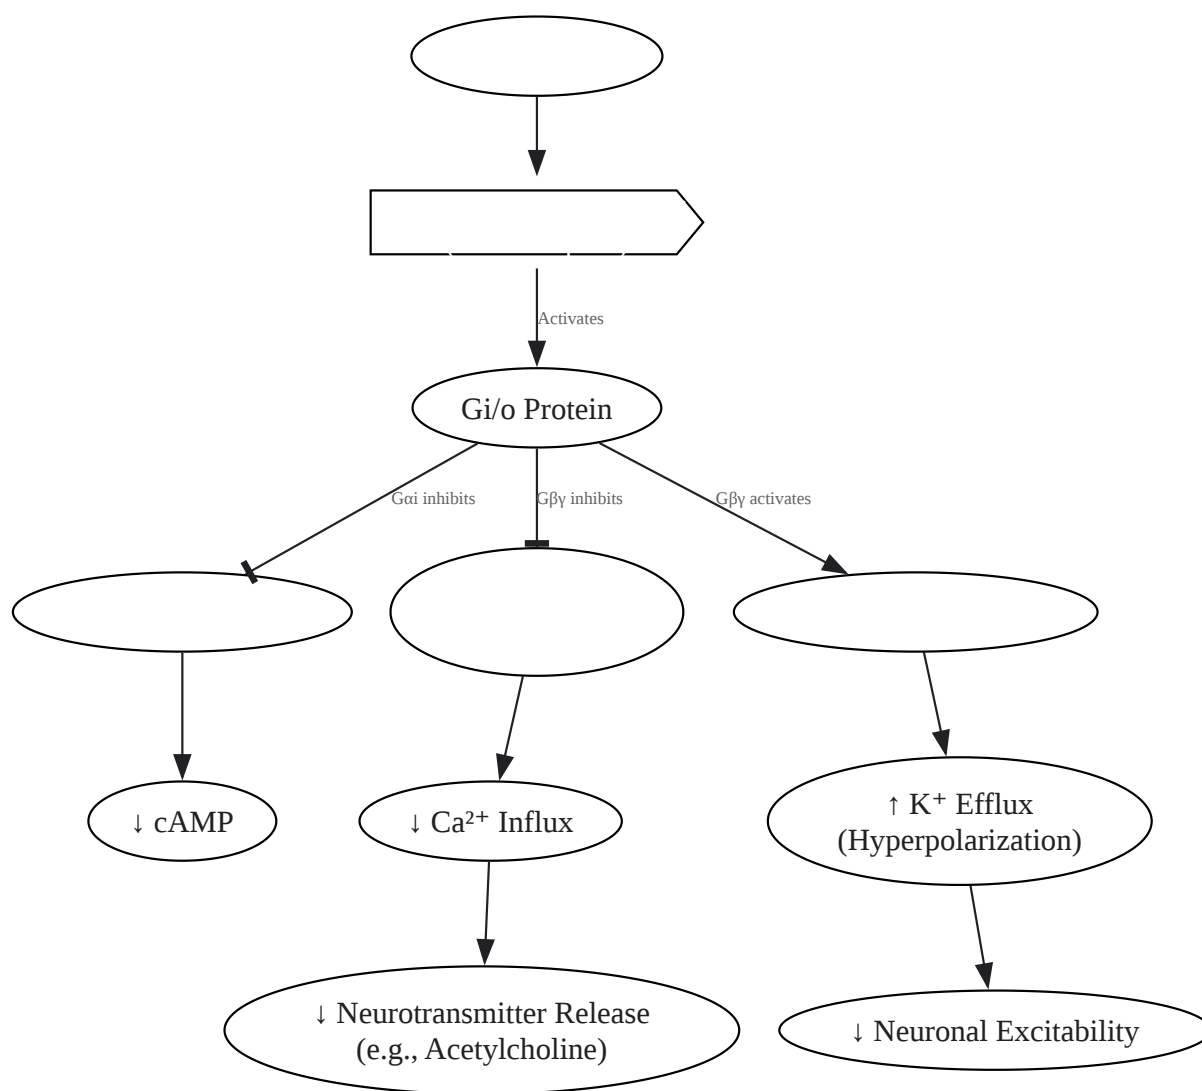 Activates
Gi/o Protein
Gαi inhibits
Gβγ inhibits
Gβγ activates
↓ cAMP
↓ Ca²⁺ Influx
↑ K⁺ Efflux
(Hyperpolarization)
↓ Neurotransmitter Release
(e.g., Acetylcholine)
↓ Neuronal Excitability